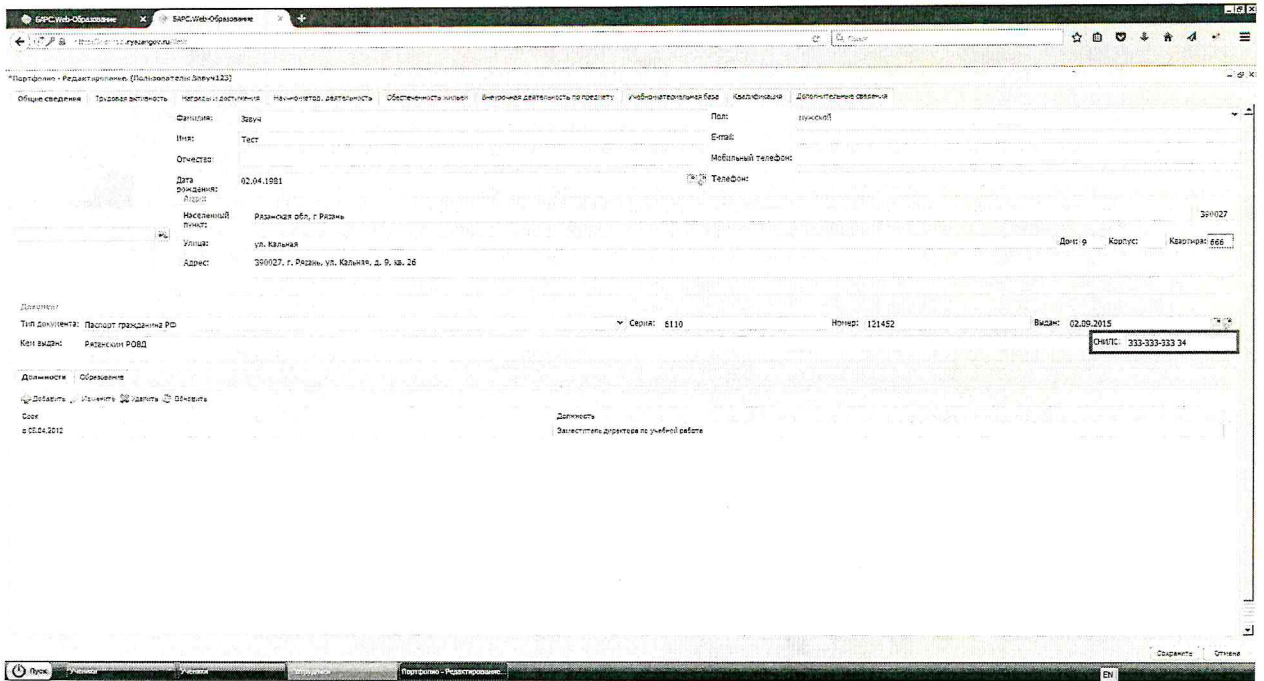 БАРС.Web-Образование БАРС.Web-Образование
Поиск
*Портфолио - Редактирование (Пользователь: Завуч123)
Общие сведения Трудовая активность Награды и достижения Научно-метод. деятельность Обеспеченность жильем Внеурочная деятельность по предмету Учебно-материальная база Квалификация Дополнительные сведения
Фамилия: Завуч Пол: мужской
Имя: Тест E-mail:
Отчество: Мобильный телефон:
Дата рождения: 02.04.1981 Телефон:
Адрес
Населенный пункт: Рязанская обл, г Рязань 390027
Улица: ул. Кальная Дом: 9 Корпус: Квартира: 666
Адрес: 390027, г. Рязань, ул. Кальная, д. 9, кв. 26
Документ
Тип документа: Паспорт гражданина РФ Серия: 6110 Номер: 121452 Выдан: 02.09.2015
Кем выдан: Рязанским РОВД СНИЛС: 333-333-333 34
Должности Образование
Добавить Изменить Удалить Обновить
Срок Должность
с 05.04.2012 Заместитель директора по учебной работе
Сохранить Отмена
Пуск Ученики Ученики Портфолио - Редактирование... EN